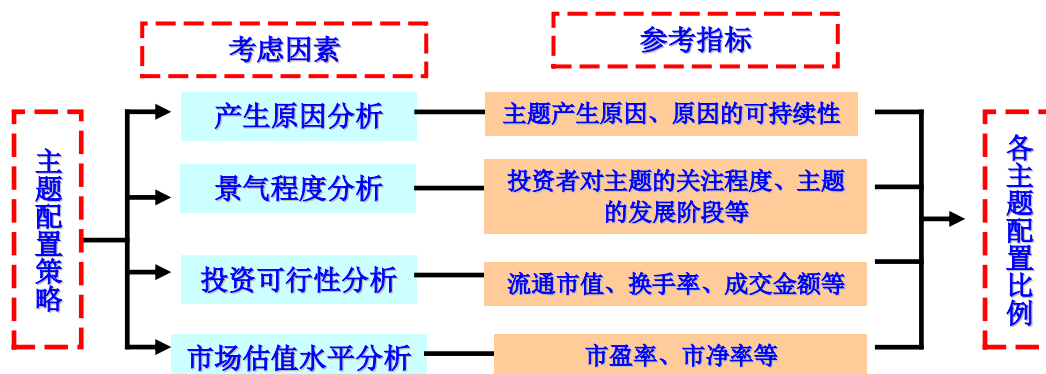 考虑因素
参考指标
主题配置策略
产生原因分析
主题产生原因、原因的可持续性
景气程度分析
投资者对主题的关注程度、主题
的发展阶段等
投资可行性分析
流通市值、换手率、成交金额等
市场估值水平分析
市盈率、市净率等
各主题配置比例